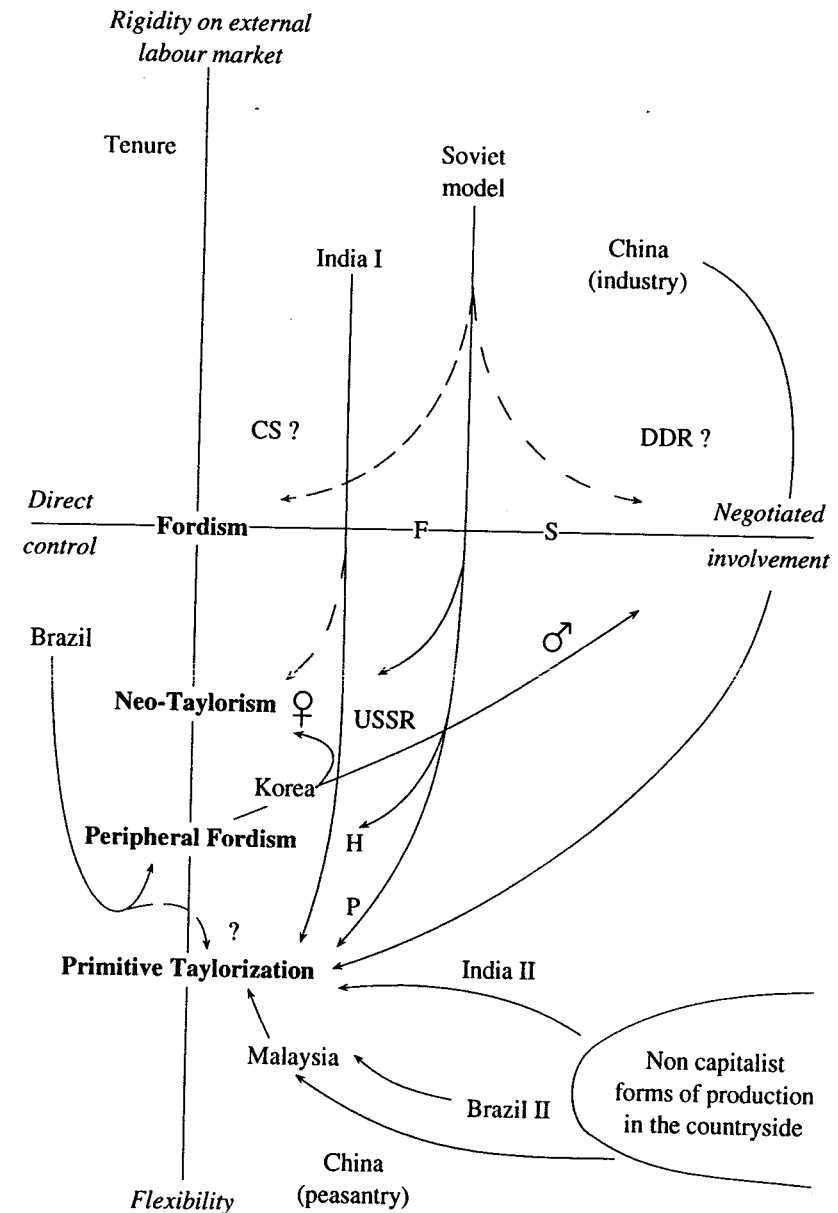 Rigidity on external
labour market
Tenure
Soviet
model
India I
China
(industry)
CS ?
DDR ?
Direct
control
Fordism
F
S
Negotiated
involvement
Brazil
♂
Neo-Taylorism ♀
USSR
Korea
Peripheral Fordism
H
P
?
Primitive Taylorization
India II
Malaysia
Brazil II
Non capitalist
forms of production
in the countryside
China
(peasantry)
Flexibility